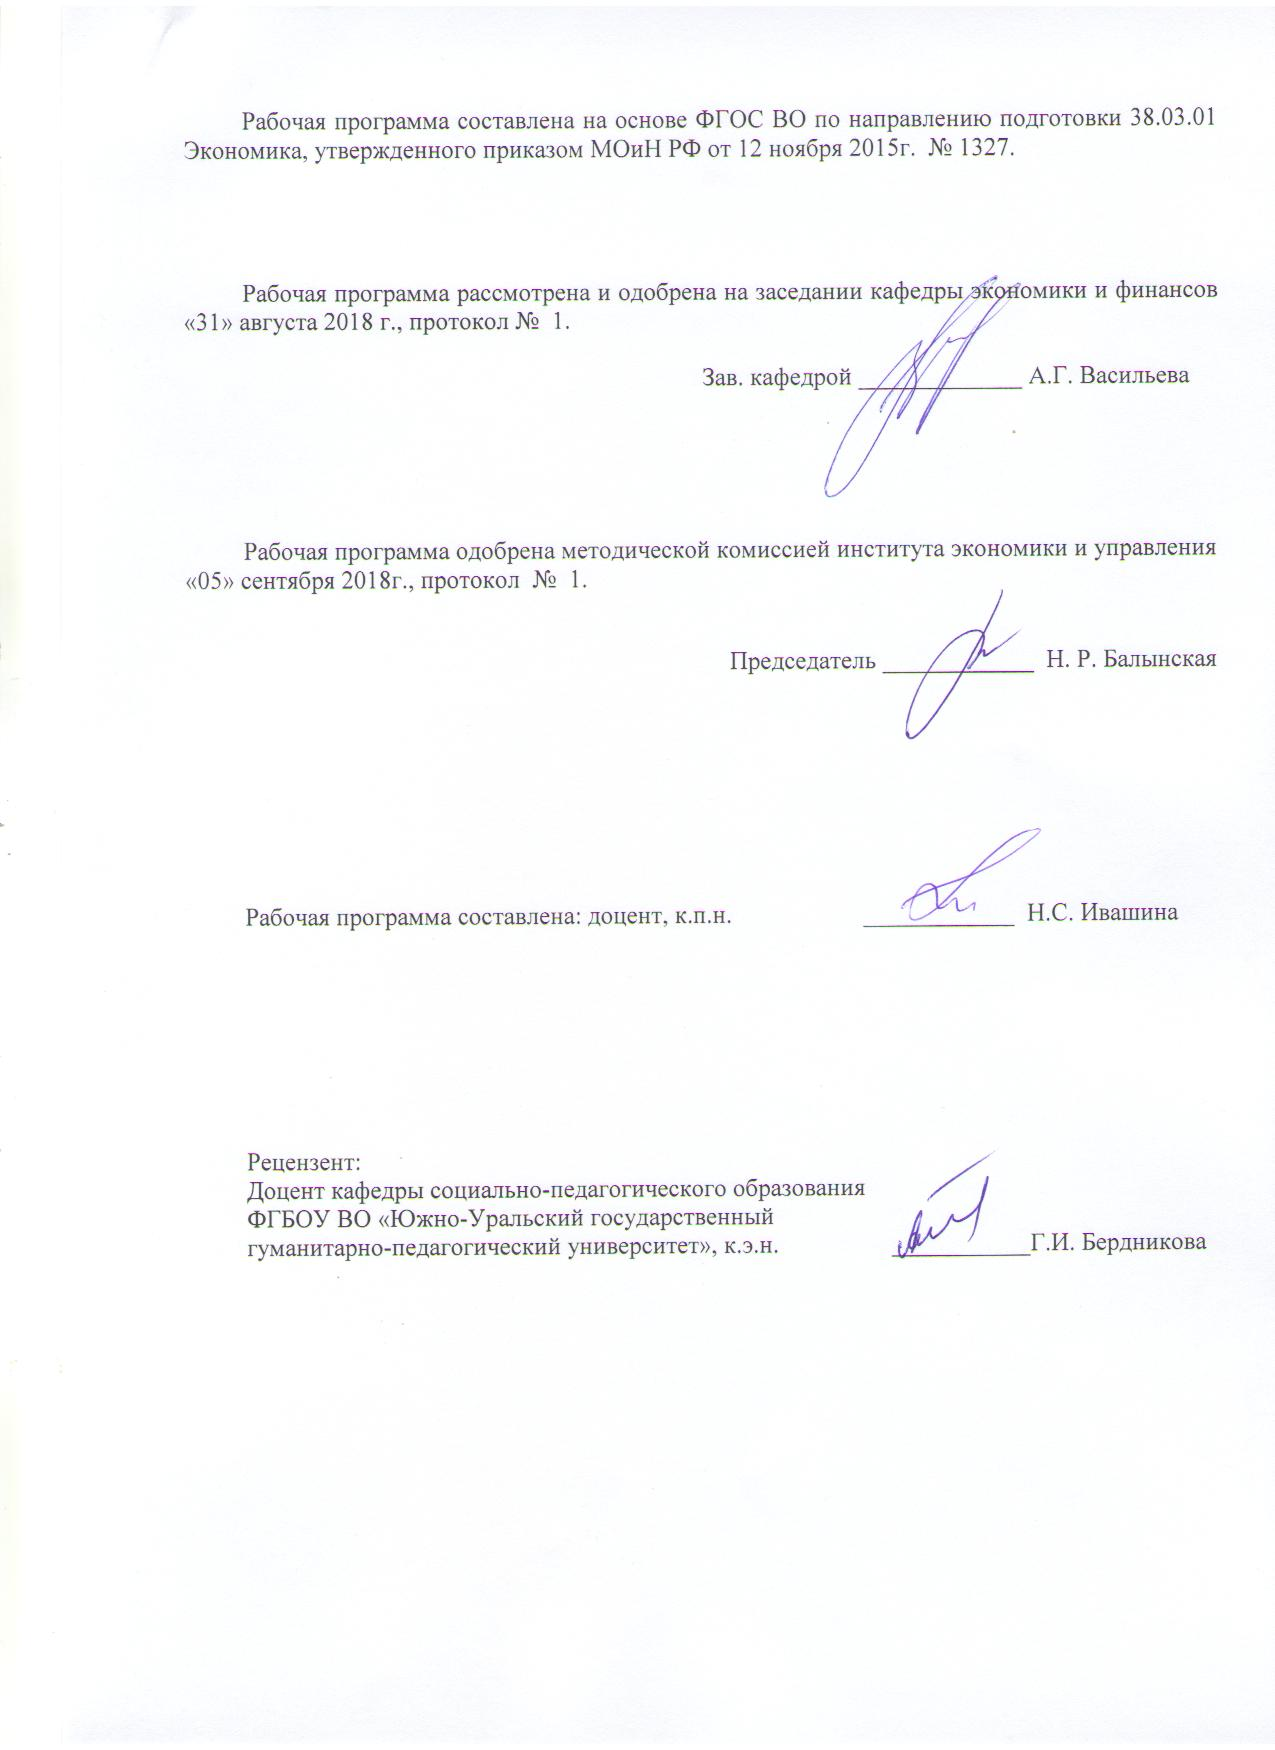 Рабочая программа составлена на основе ФГОС ВО по направлению подготовки 38.03.01
Экономика, утвержденного приказом МОиН РФ от 12 ноября 2015г. № 1327.
Рабочая программа рассмотрена и одобрена на заседании кафедры экономики и финансов
«31» августа 2018 г., протокол № 1.
Зав. кафедрой _____________ А.Г. Васильева
Рабочая программа одобрена методической комиссией института экономики и управления
«05» сентября 2018г., протокол № 1.
Председатель ____________ Н. Р. Балынская
Рабочая программа составлена: доцент, к.п.н. ____________ Н.С. Ивашина
Рецензент:
Доцент кафедры социально-педагогического образования
ФГБОУ ВО «Южно-Уральский государственный
гуманитарно-педагогический университет», к.э.н. ___________Г.И. Бердникова